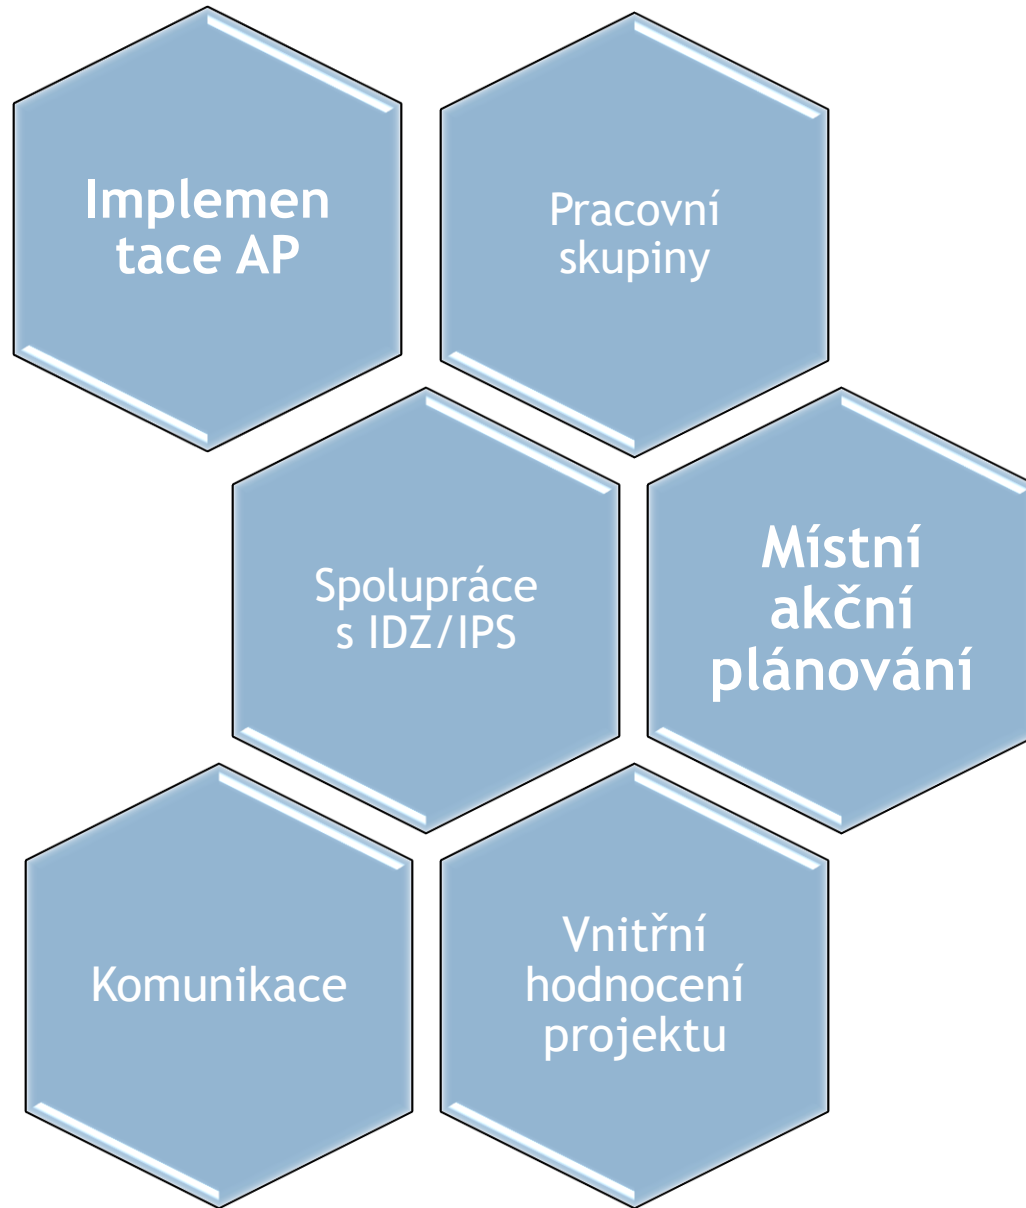 Implemen
tace AP
Pracovní
skupiny
Spolupráce
s IDZ/IPS
Místní
akční
plánování
Komunikace
Vnitřní
hodnocení
projektu